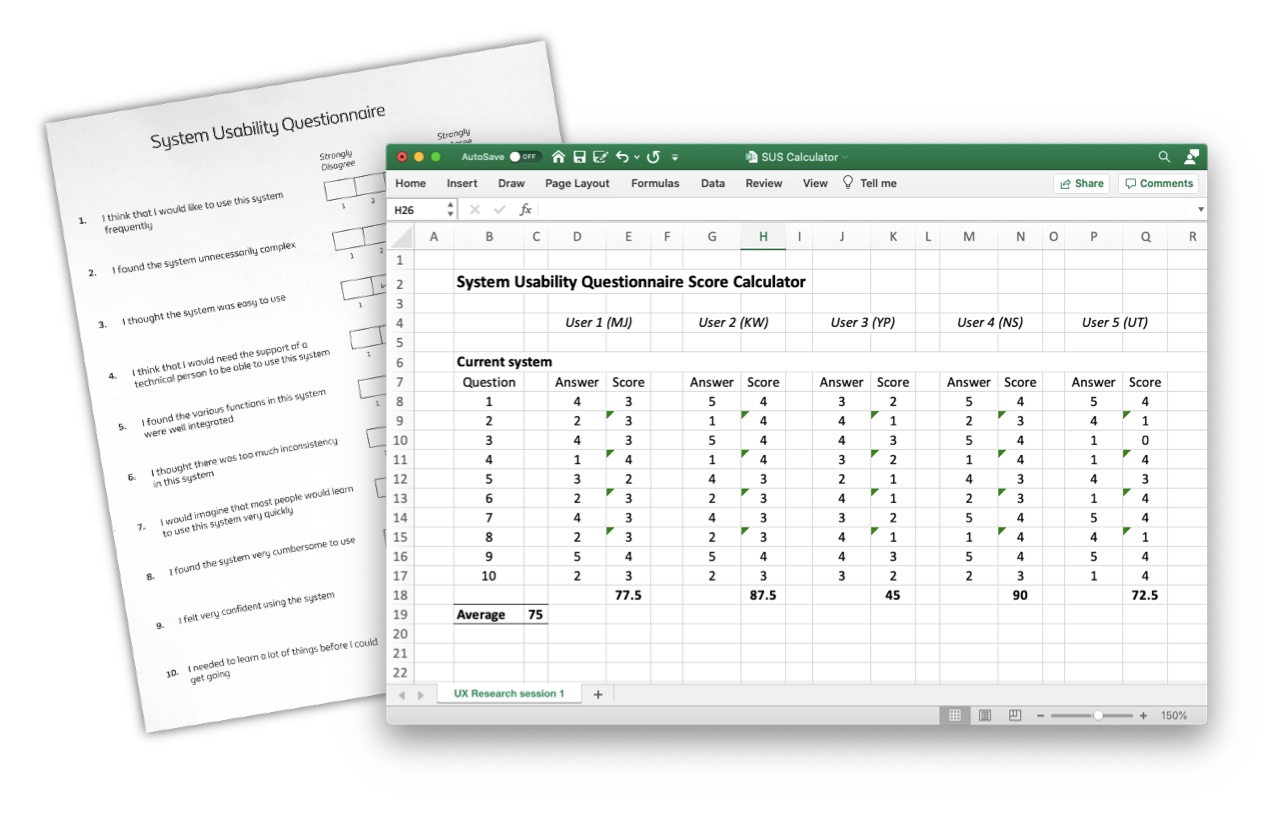 System Usability Questionnaire
Strongly
Disagree
Strongly
1. I think that I would like to use this system
frequently
1 2
2. I found the system unnecessarily complex
1 2
3. I thought the system was easy to use
1
4. I think that I would need the support of a
technical person to be able to use this system
1
5. I found the various functions in this system
were well integrated
1
6. I thought there was too much inconsistency
in this system
7. I would imagine that most people would learn
to use this system very quickly
8. I found the system very cumbersome to use
9. I felt very confident using the system
10. I needed to learn a lot of things before I could
get going
AutoSave OFF SUS Calculator
Home Insert Draw Page Layout Formulas Data Review View Tell me Share Comments
H26 fx
A B C D E F G H I J K L M N O P Q R
1
2 System Usability Questionnaire Score Calculator
3
4 User 1 (MJ) User 2 (KW) User 3 (YP) User 4 (NS) User 5 (UT)
5
6 Current system
7 Question Answer Score Answer Score Answer Score Answer Score Answer Score
8 1 4 3 5 4 3 2 5 4 5 4
9 2 2 3 1 4 4 1 2 3 4 1
10 3 4 3 5 4 4 3 5 4 1 0
11 4 1 4 1 4 3 2 1 4 1 4
12 5 3 2 4 3 2 1 4 3 4 3
13 6 2 3 2 3 4 1 2 3 1 4
14 7 4 3 4 3 3 2 5 4 5 4
15 8 2 3 2 3 4 1 1 4 4 1
16 9 5 4 5 4 4 3 5 4 5 4
17 10 2 3 2 3 3 2 2 3 1 4
18 77.5 87.5 45 90 72.5
19 Average 75
20
21
22
UX Research session 1 +
150%